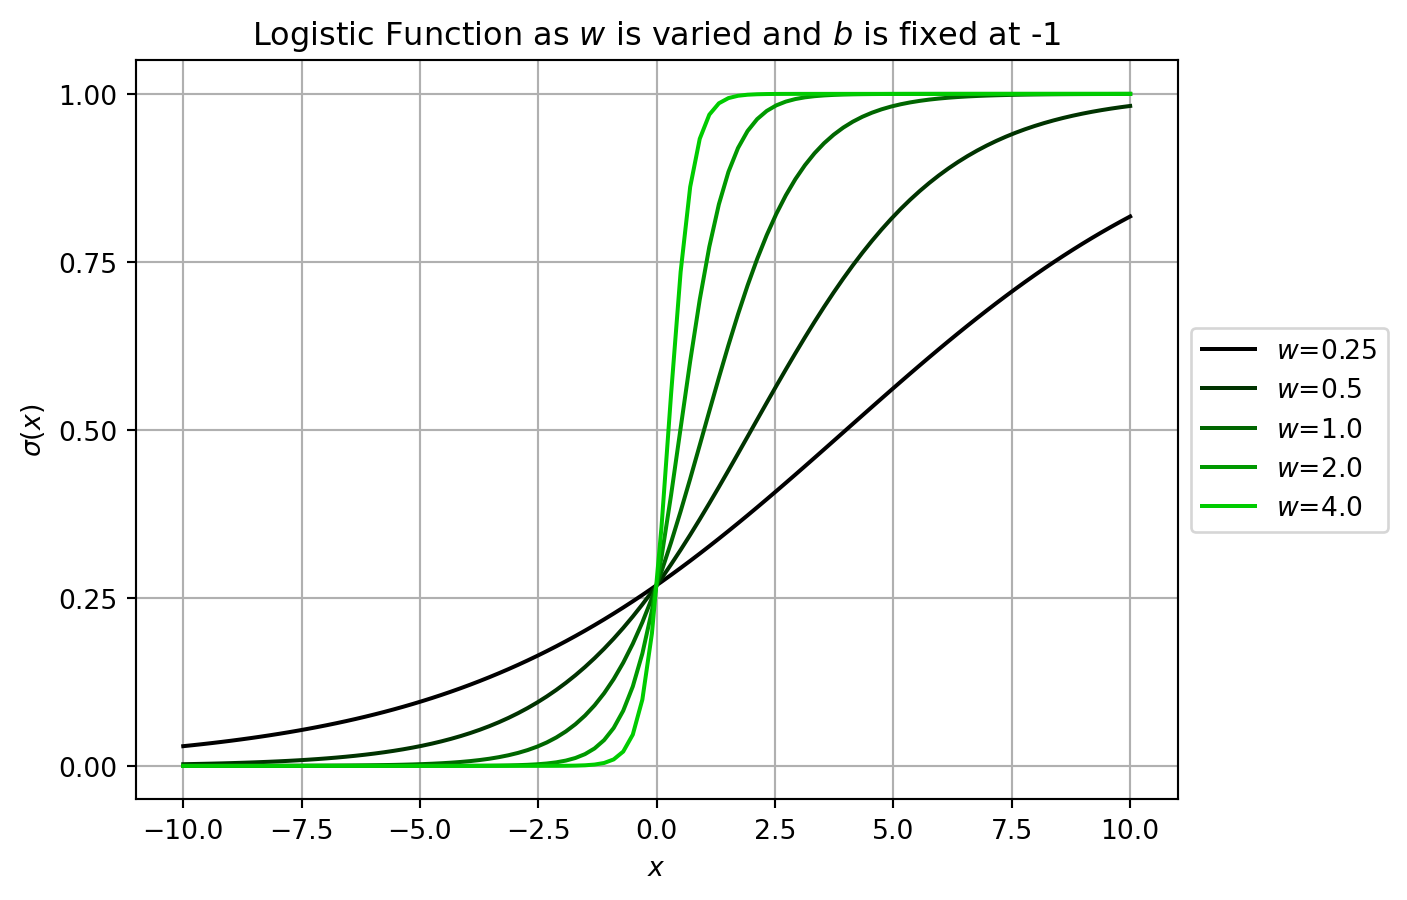 Logistic Function as w is varied and b is fixed at -1
1.00
0.75
0.50
0.25
0.00
σ(x)
−10.0 −7.5 −5.0 −2.5 0.0 2.5 5.0 7.5 10.0
x
w=0.25
w=0.5
w=1.0
w=2.0
w=4.0